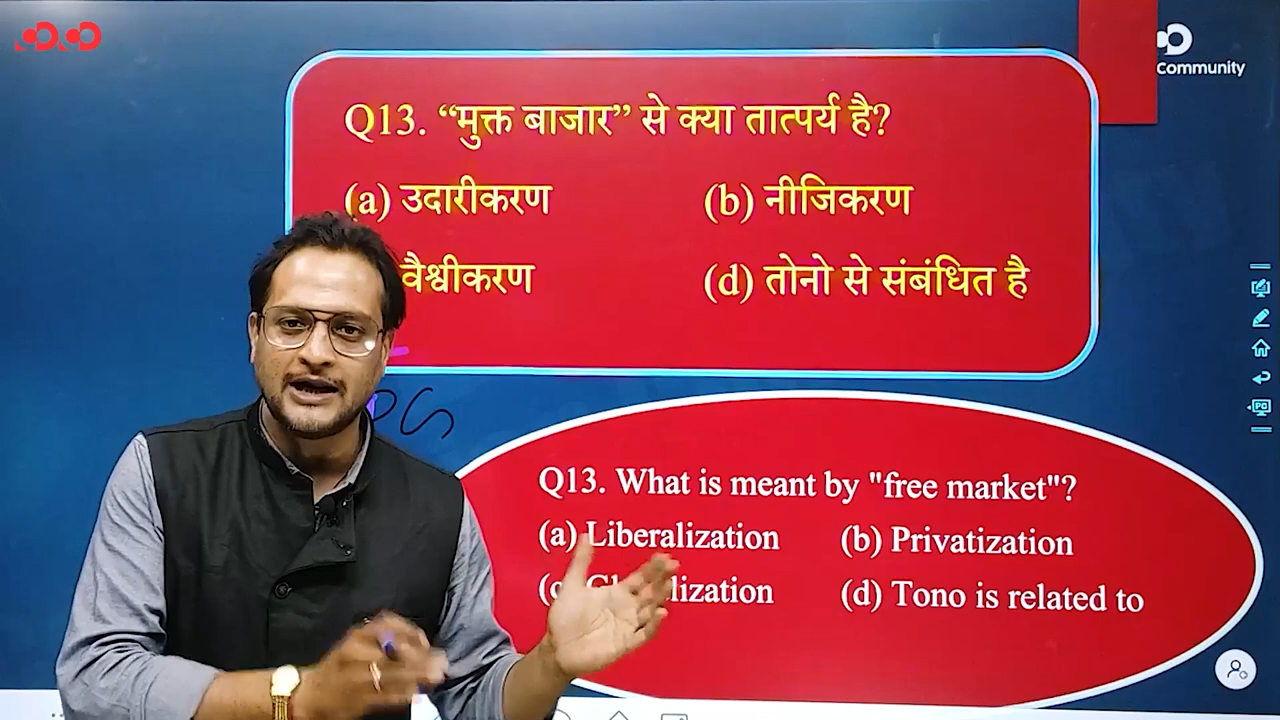 Community
Q13. “मुक्त बाजार” से क्या तात्पर्य है?
(a) उदारीकरण (b) नीजिकरण
वैश्वीकरण (d) तोनो से संबंधित है
Q13. What is meant by "free market"?
(a) Liberalization (b) Privatization
(d) Tono is related to